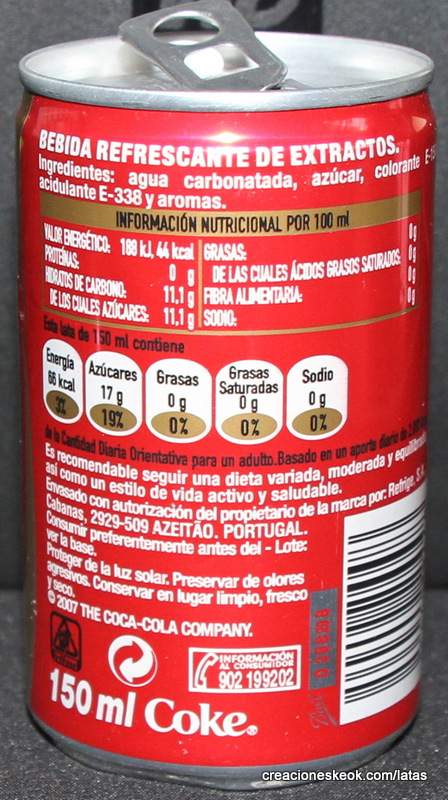 BEBIDA REFRESCANTE DE EXTRACTOS.
Ingredientes: agua carbonatada, azúcar, colorante
acidulante E-338 y aromas.
INFORMACIÓN NUTRICIONAL POR 100 ml
VALOR ENERGÉTICO: 188 kJ, 44 kcal
PROTEÍNAS: 0 g
HIDRATOS DE CARBONO: 11,1 g
DE LOS CUALES AZÚCARES: 11,1 g
GRASAS: 0g
DE LAS CUALES ÁCIDOS GRASOS SATURADOS: 0g
FIBRA ALIMENTARIA: 0g
SODIO: 0g
Esta lata de 150 ml contiene
Energía 66 kcal 3%
Azúcares 17 g 19%
Grasas 0 g 0%
Grasas Saturadas 0 g 0%
Sodio 0 g 0%
de la Cantidad Diaria Orientativa para un adulto. Basado en un aporte diario de
Es recomendable seguir una dieta variada, moderada y equilibrada
así como un estilo de vida activo y saludable.
Envasado con autorización del propietario de la marca por: Refrige, S.A.
Cabanas, 2929-509 AZEITÃO. PORTUGAL.
Consumir preferentemente antes del - Lote:
ver la base.
Proteger de la luz solar. Preservar de olores
agresivos. Conservar en lugar limpio, fresco
y seco.
© 2007 THE COCA-COLA COMPANY.
INFORMACIÓN
AL CONSUMIDOR
902 199202
150 ml Coke®
creacioneskeok.com/latas